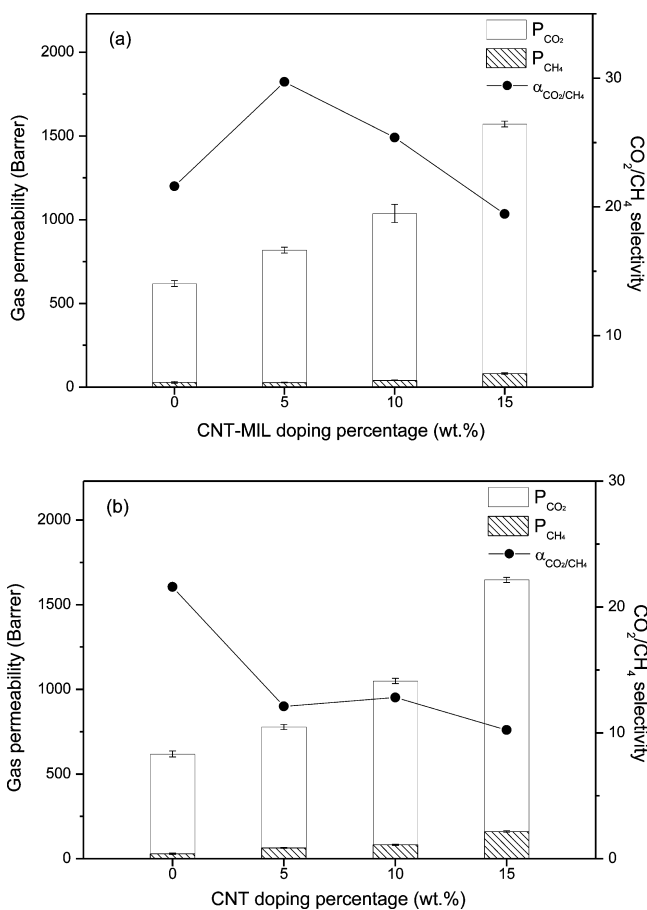 (a)
P_CO₂
P_CH₄
α_CO₂/CH₄
2000
1500
1000
500
0
30
20
10
0
5
10
15
Gas permeability (Barrer)
CO₂/CH₄ selectivity
CNT-MIL doping percentage (wt.%)
(b)
P_CO₂
P_CH₄
α_CO₂/CH₄
2000
1500
1000
500
0
30
20
10
0
0
5
10
15
Gas permeability (Barrer)
CO₂/CH₄ selectivity
CNT doping percentage (wt.%)